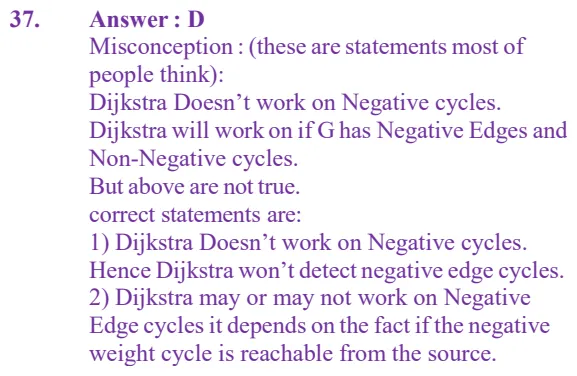 37. Answer : D
Misconception : (these are statements most of
people think):
Dijkstra Doesn’t work on Negative cycles.
Dijkstra will work on if G has Negative Edges and
Non-Negative cycles.
But above are not true.
correct statements are:
1) Dijkstra Doesn’t work on Negative cycles.
Hence Dijkstra won’t detect negative edge cycles.
2) Dijkstra may or may not work on Negative
Edge cycles it depends on the fact if the negative
weight cycle is reachable from the source.